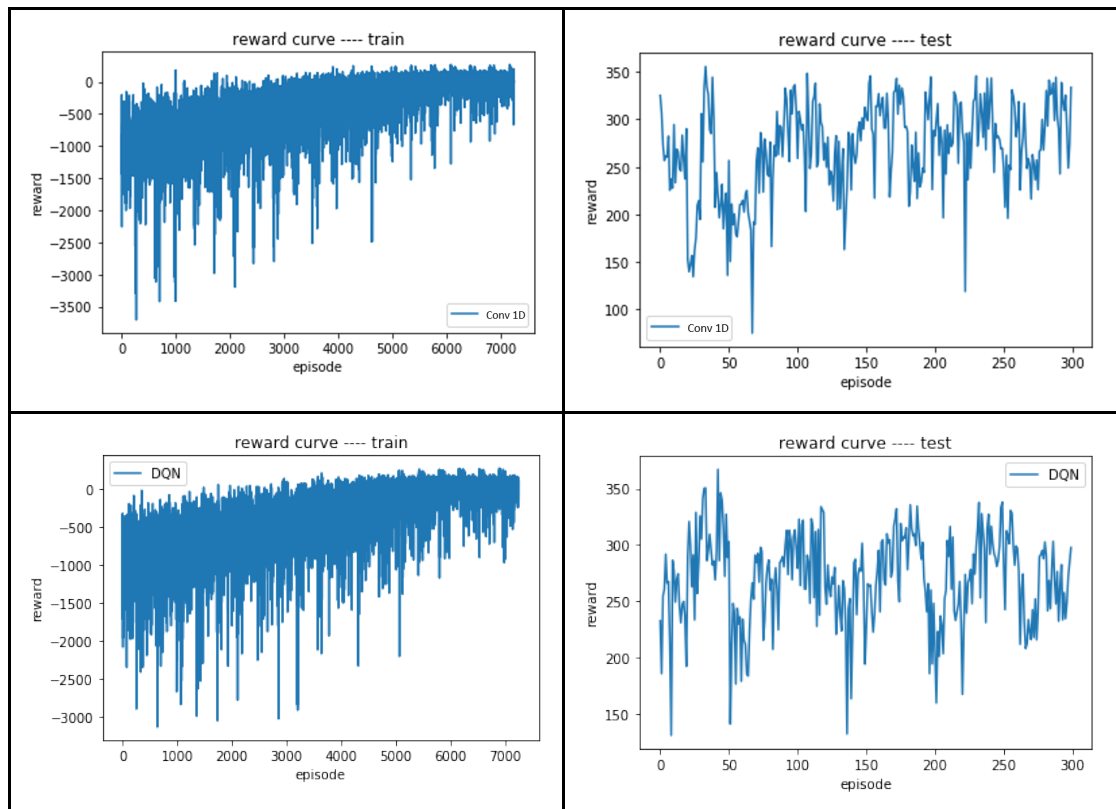 reward curve ---- train
0
−500
−1000
−1500
−2000
−2500
−3000
−3500
reward
Conv 1D
0 1000 2000 3000 4000 5000 6000 7000
episode
reward curve ---- test
350
300
250
200
150
100
reward
Conv 1D
0 50 100 150 200 250 300
episode
reward curve ---- train
DQN
0
−500
−1000
−1500
−2000
−2500
−3000
reward
0 1000 2000 3000 4000 5000 6000 7000
episode
reward curve ---- test
DQN
350
300
250
200
150
reward
0 50 100 150 200 250 300
episode